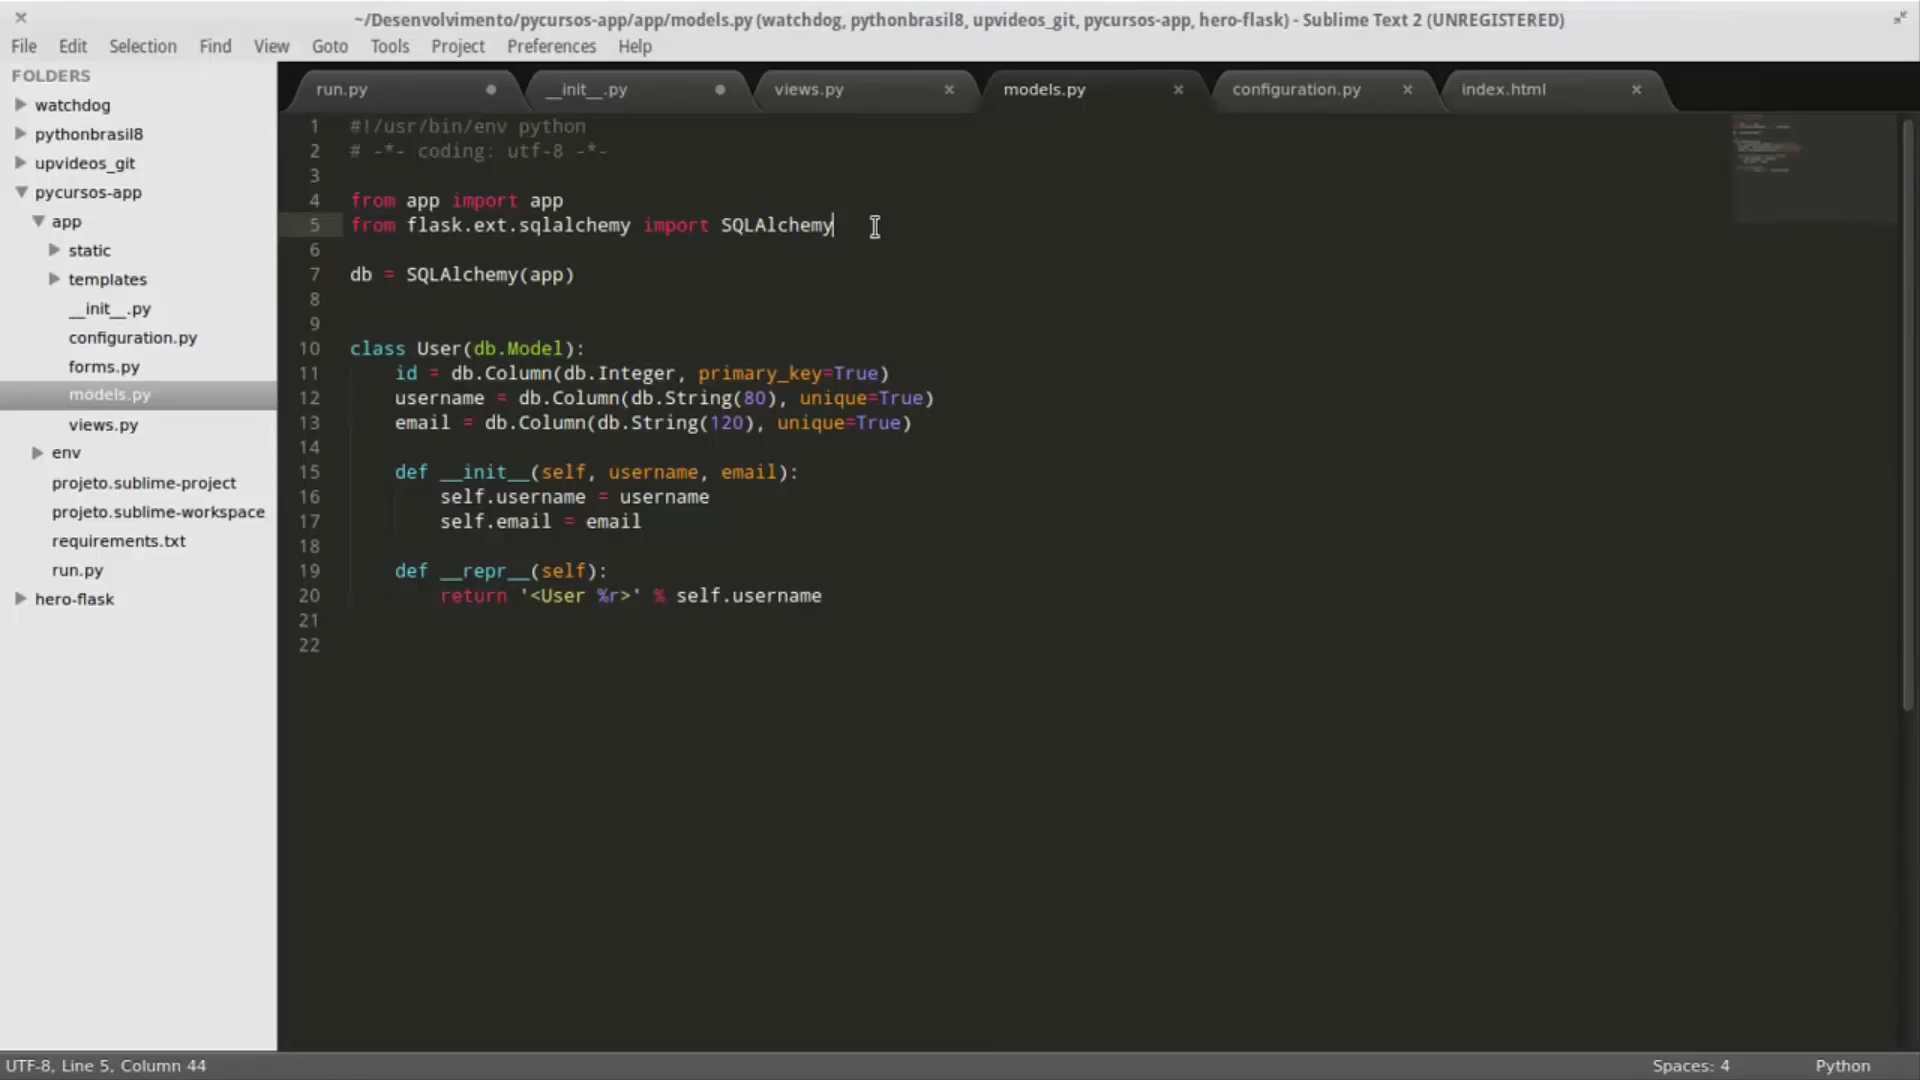 ~/Desenvolvimento/pycursos-app/app/models.py (watchdog, pythonbrasil8, upvideos_git, pycursos-app, hero-flask) - Sublime Text 2 (UNREGISTERED)
File Edit Selection Find View Goto Tools Project Preferences Help
FOLDERS
watchdog
pythonbrasil8
upvideos_git
pycursos-app
app
static
templates
__init__.py
configuration.py
forms.py
models.py
views.py
env
projeto.sublime-project
projeto.sublime-workspace
requirements.txt
run.py
hero-flask
run.py __init__.py views.py models.py configuration.py index.html
1 #!/usr/bin/env python
2 # -*- coding: utf-8 -*-
3
4 from app import app
5 from flask.ext.sqlalchemy import SQLAlchemy
6
7 db = SQLAlchemy(app)
8
9
10 class User(db.Model):
11     id = db.Column(db.Integer, primary_key=True)
12     username = db.Column(db.String(80), unique=True)
13     email = db.Column(db.String(120), unique=True)
14
15     def __init__(self, username, email):
16         self.username = username
17         self.email = email
18
19     def __repr__(self):
20         return '<User %r>' % self.username
21
22
UTF-8, Line 5, Column 44 Spaces: 4 Python